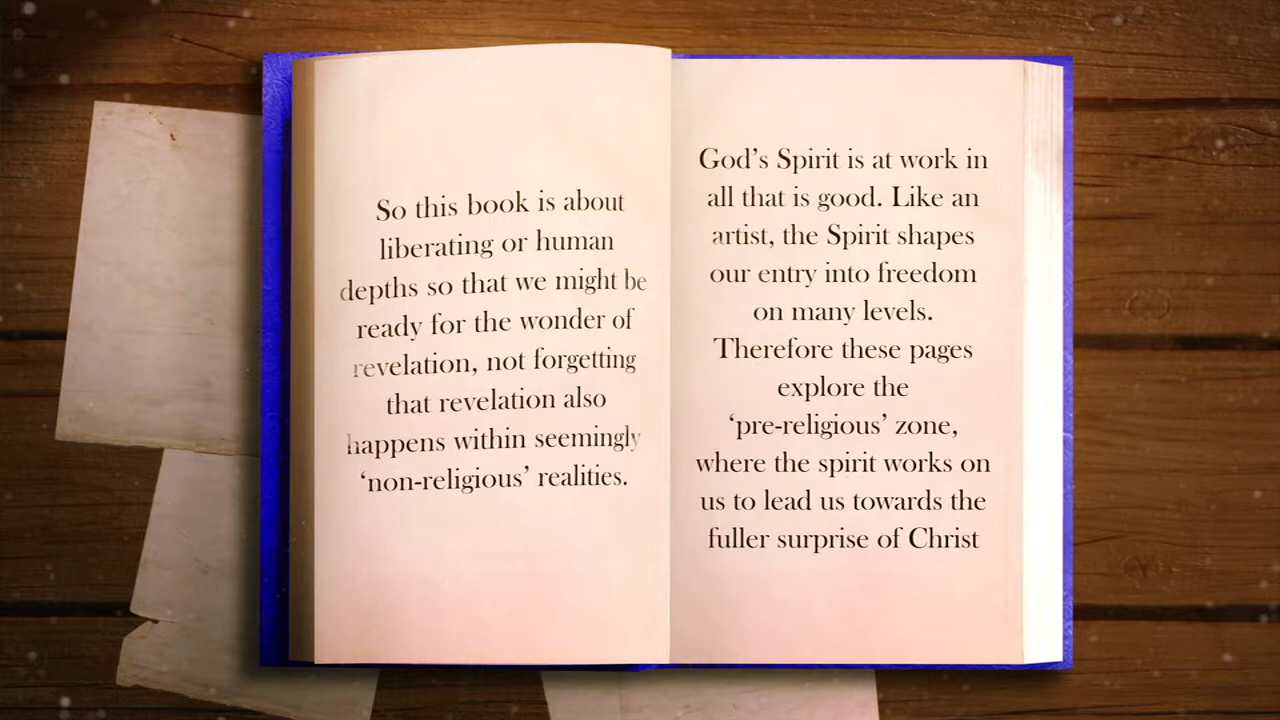 So this book is about
liberating or human
depths so that we might be
ready for the wonder of
revelation, not forgetting
that revelation also
happens within seemingly
‘non-religious’ realities.
God’s Spirit is at work in
all that is good. Like an
artist, the Spirit shapes
our entry into freedom
on many levels.
Therefore these pages
explore the
‘pre-religious’ zone,
where the spirit works on
us to lead us towards the
fuller surprise of Christ